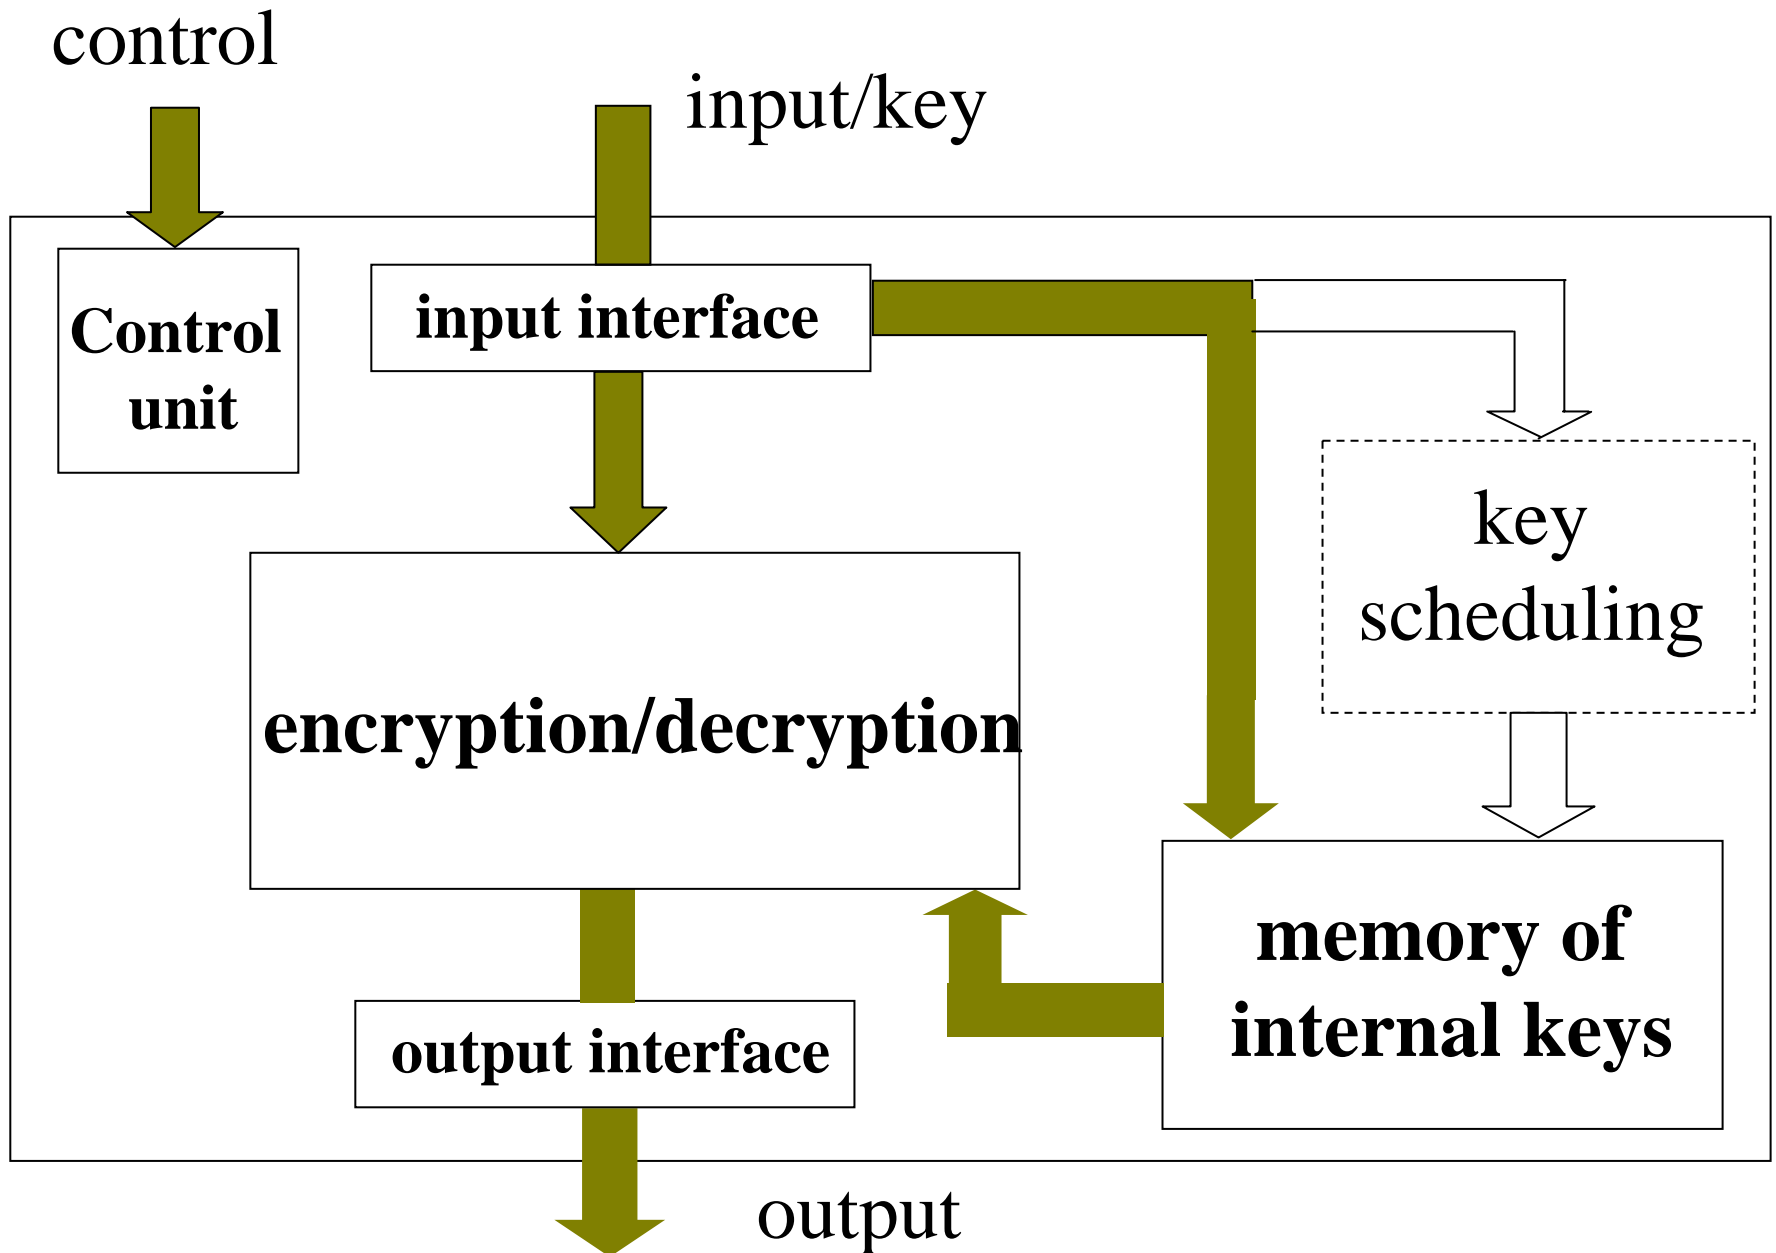 control
input/key
Control
unit
input interface
key
scheduling
encryption/decryption
memory of
internal keys
output interface
output